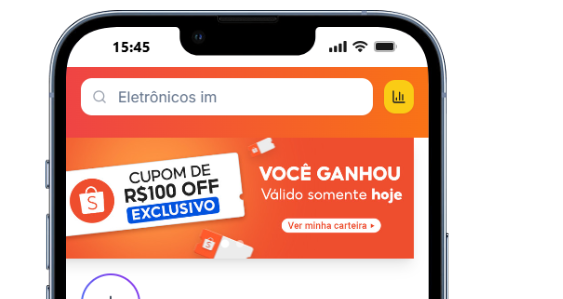 15:45
Eletrônicos im
CUPOM DE
R$100 OFF
EXCLUSIVO
VOCÊ GANHOU
Válido somente hoje
Ver minha carteira